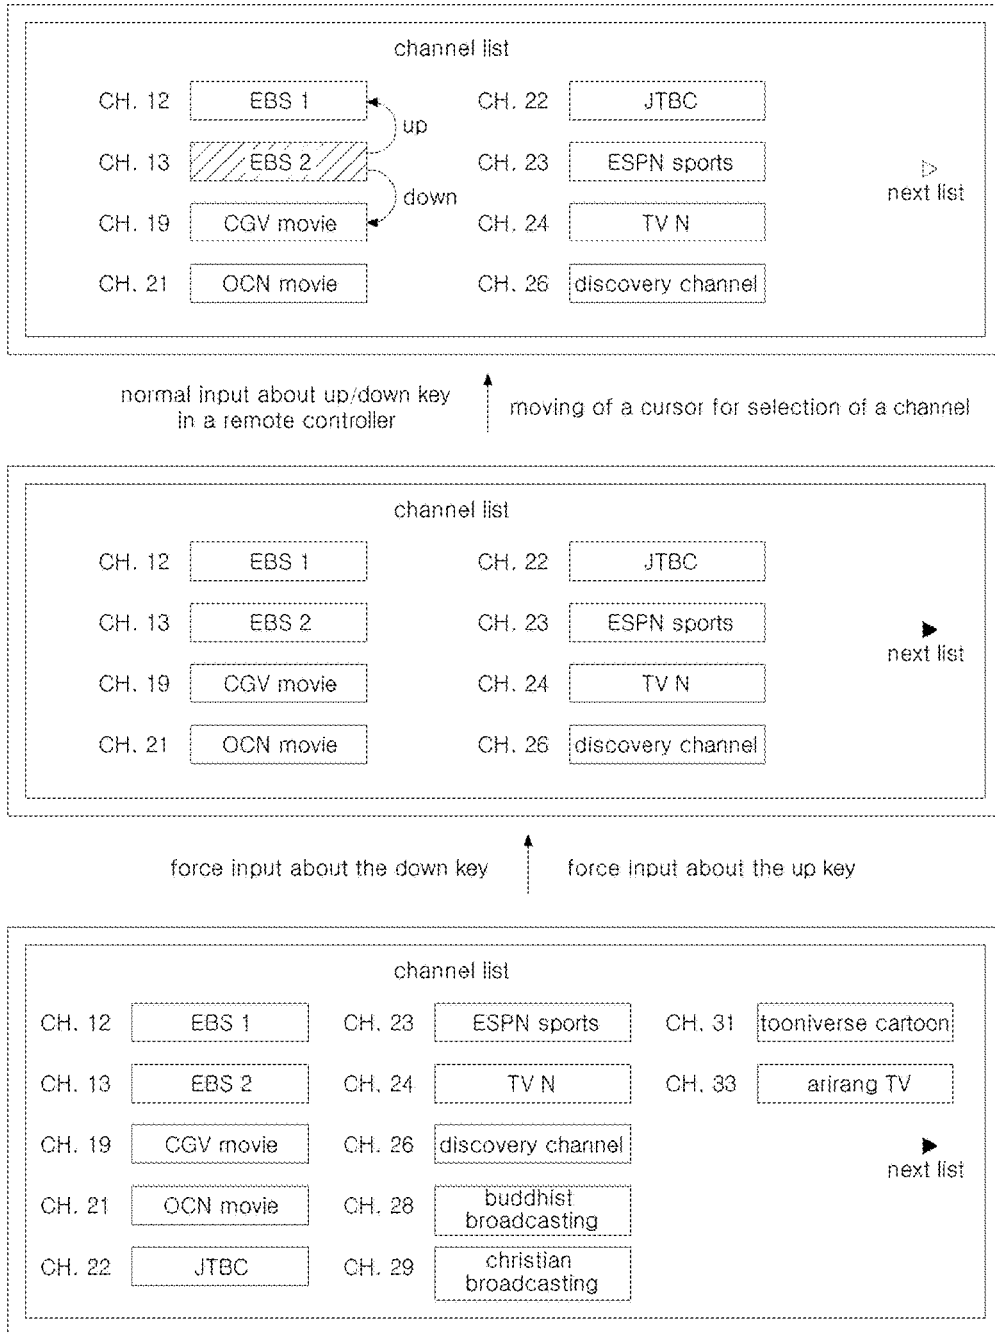 channel list
CH. 12 EBS 1 CH. 22 JTBC
up
CH. 13 EBS 2 CH. 23 ESPN sports
next list
down
CH. 19 CGV movie CH. 24 TV N
CH. 21 OCN movie CH. 26 discovery channel
normal input about up/down key
in a remote controller
moving of a cursor for selection of a channel
channel list
CH. 12 EBS 1 CH. 22 JTBC
CH. 13 EBS 2 CH. 23 ESPN sports
next list
CH. 19 CGV movie CH. 24 TV N
CH. 21 OCN movie CH. 26 discovery channel
force input about the down key force input about the up key
channel list
CH. 12 EBS 1 CH. 23 ESPN sports CH. 31 tooniverse cartoon
CH. 13 EBS 2 CH. 24 TV N CH. 33 arirang TV
CH. 19 CGV movie CH. 26 discovery channel
next list
CH. 21 OCN movie CH. 28 buddhist
broadcasting
CH. 22 JTBC CH. 29 christian
broadcasting